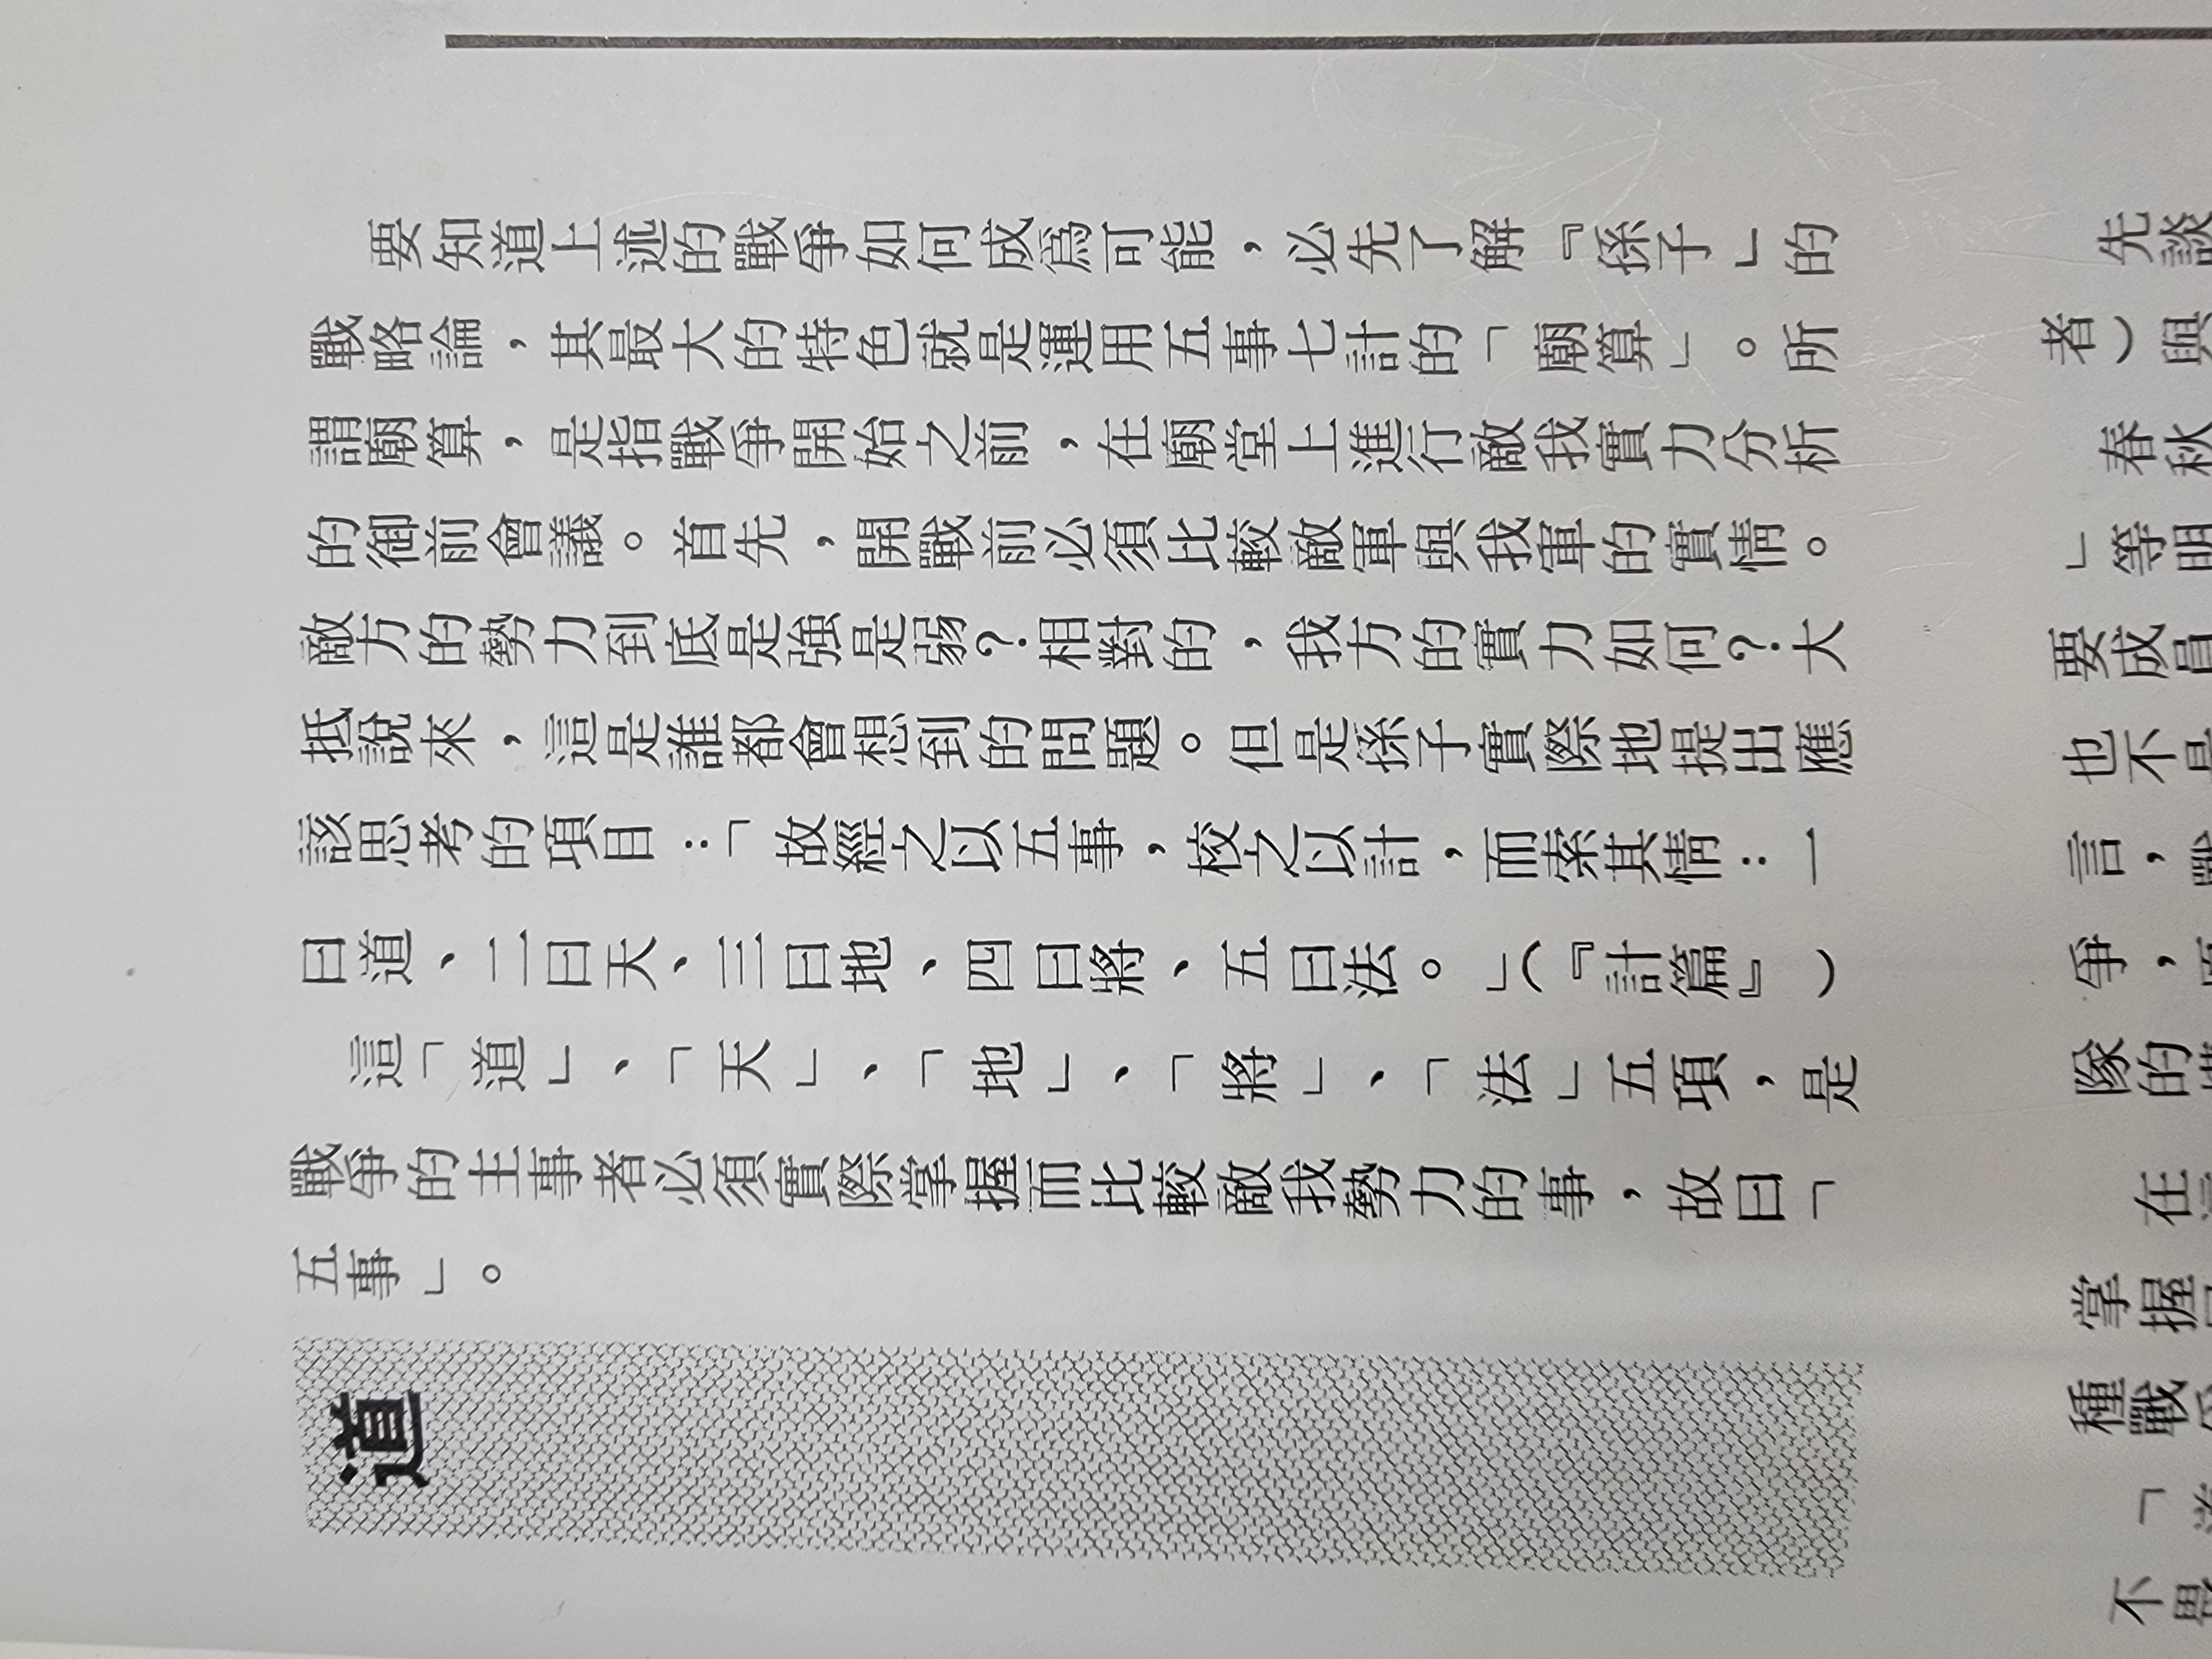 要知道上述的戰爭如何成爲可能，必先了解『孫子』的
戰略論，其最大的特色就是運用五事七計的「廟算」。所
謂廟算，是指戰爭開始之前，在廟堂上進行敵我實力分析
的御前會議。首先，開戰前必須比較敵軍與我軍的實情。
敵方的勢力到底是強是弱？相對的，我方的實力如何？大
抵說來，這是誰都會想到的問題。但是孫子實際地提出應
該思考的項目：「故經之以五事，校之以計，而索其情：一
曰道、二曰天、三曰地、四曰將、五曰法。」（『計篇』）
這「道」、「天」、「地」、「將」、「法」五項，是
戰爭的主事者必須實際掌握而比較敵我勢力的事，故曰「
五事」。
道
先談
者）與
春秋
」等明
要成員
也不是
言，戰
爭，
隊的
在
掌握
種戰爭
「道
不畏